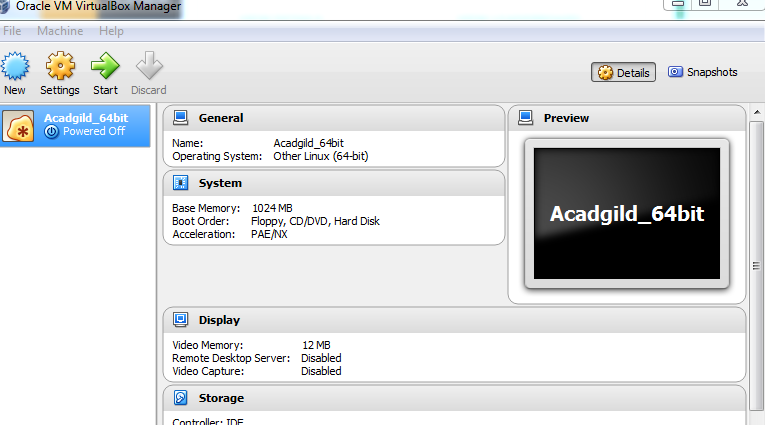 Oracle VM VirtualBox Manager
File Machine Help
New Settings Start Discard
Details Snapshots
Acadgild_64bit
Powered Off
General
Name: Acadgild_64bit
Operating System: Other Linux (64-bit)
System
Base Memory: 1024 MB
Boot Order: Floppy, CD/DVD, Hard Disk
Acceleration: PAE/NX
Preview
Acadgild_64bit
Display
Video Memory: 12 MB
Remote Desktop Server: Disabled
Video Capture: Disabled
Storage
Controller: IDE